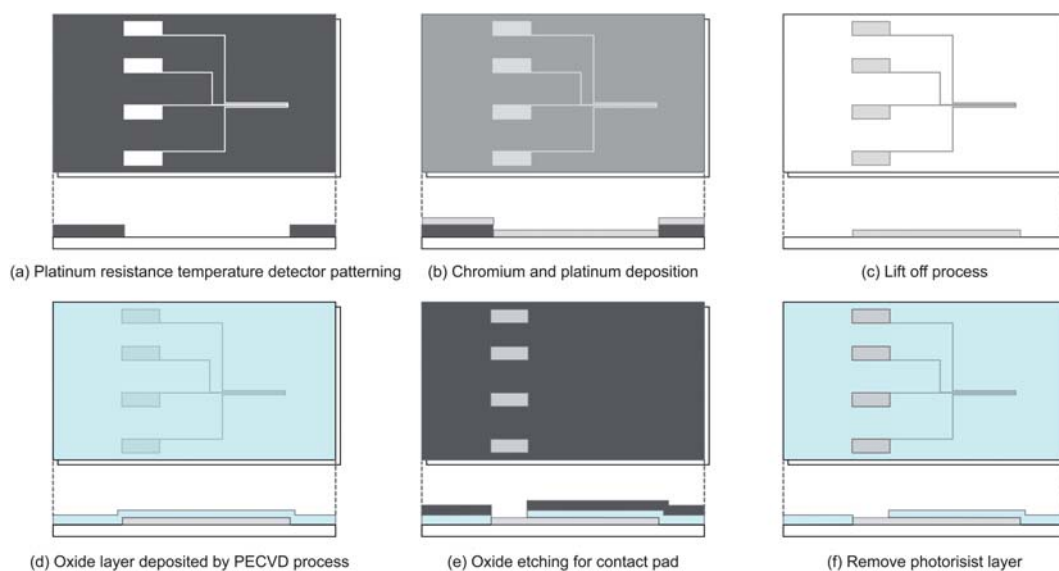 (a) Platinum resistance temperature detector patterning
(b) Chromium and platinum deposition
(c) Lift off process
(d) Oxide layer deposited by PECVD process
(e) Oxide etching for contact pad
(f) Remove photorisist layer